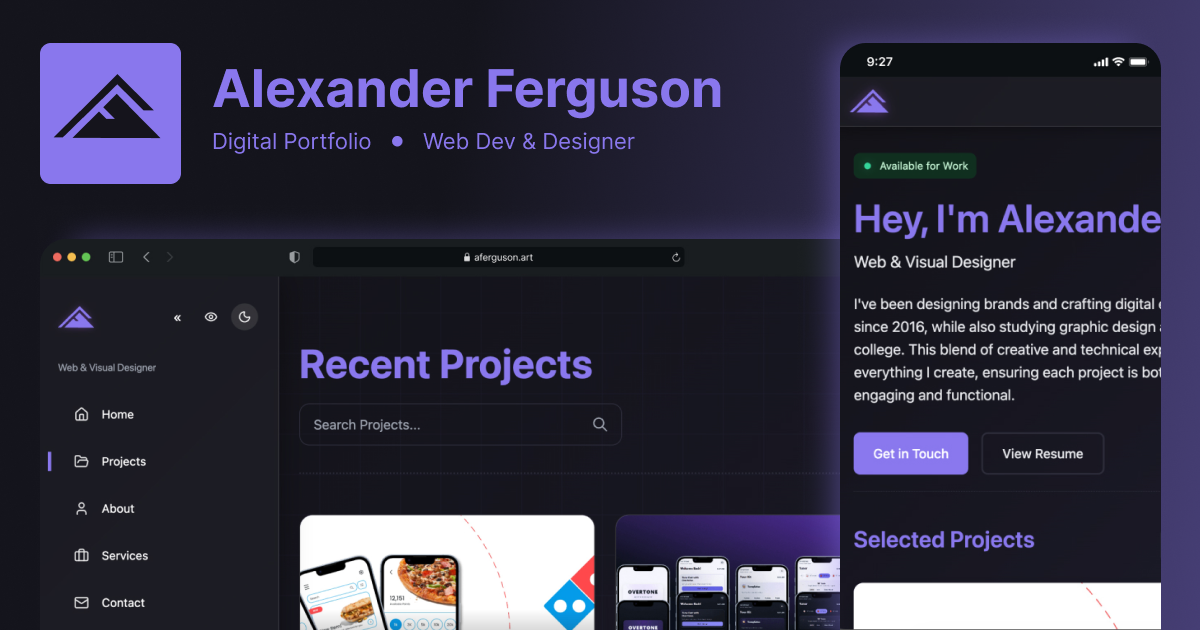 Alexander Ferguson
Digital Portfolio • Web Dev & Designer
aferguson.art
Web & Visual Designer
Home
Projects
About
Services
Contact
Recent Projects
Search Projects...
12,151
OVERTONE
OVERTONE
9:27
Available for Work
Hey, I'm Alexande
Web & Visual Designer
I've been designing brands and crafting digital
since 2016, while also studying graphic design
college. This blend of creative and technical exp
everything I create, ensuring each project is bot
engaging and functional.
Get in Touch
View Resume
Selected Projects